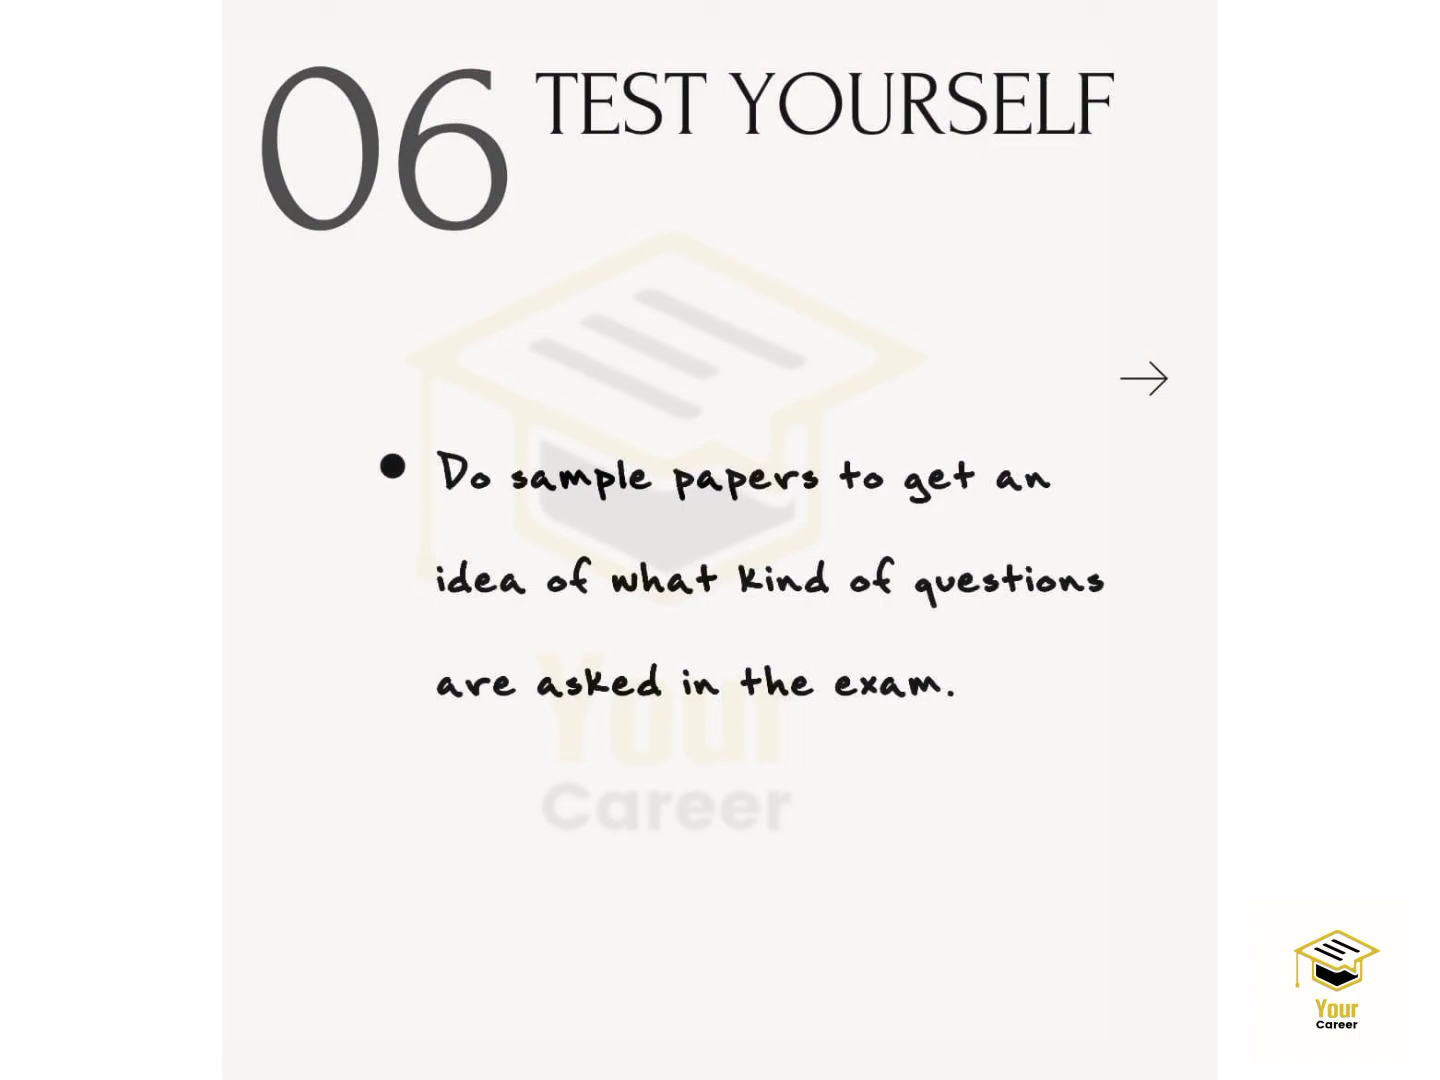 06 TEST YOURSELF
Do sample papers to get an
idea of what kind of questions
are asked in the exam.
Your
Career
Your
Career